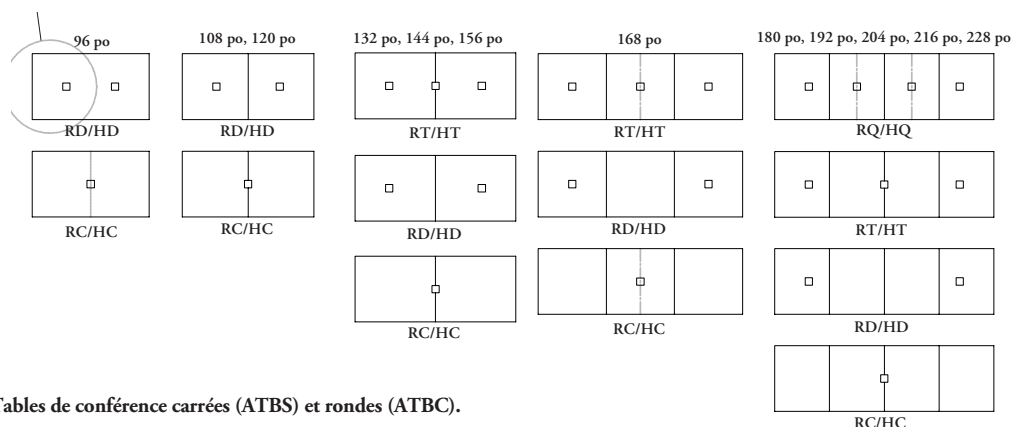 96 po
108 po, 120 po
132 po, 144 po, 156 po
168 po
180 po, 192 po, 204 po, 216 po, 228 po
RD/HD
RD/HD
RT/HT
RT/HT
RQ/HQ
RC/HC
RC/HC
RD/HD
RD/HD
RT/HT
RC/HC
RC/HC
RD/HD
Tables de conférence carrées (ATBS) et rondes (ATBC).
RC/HC